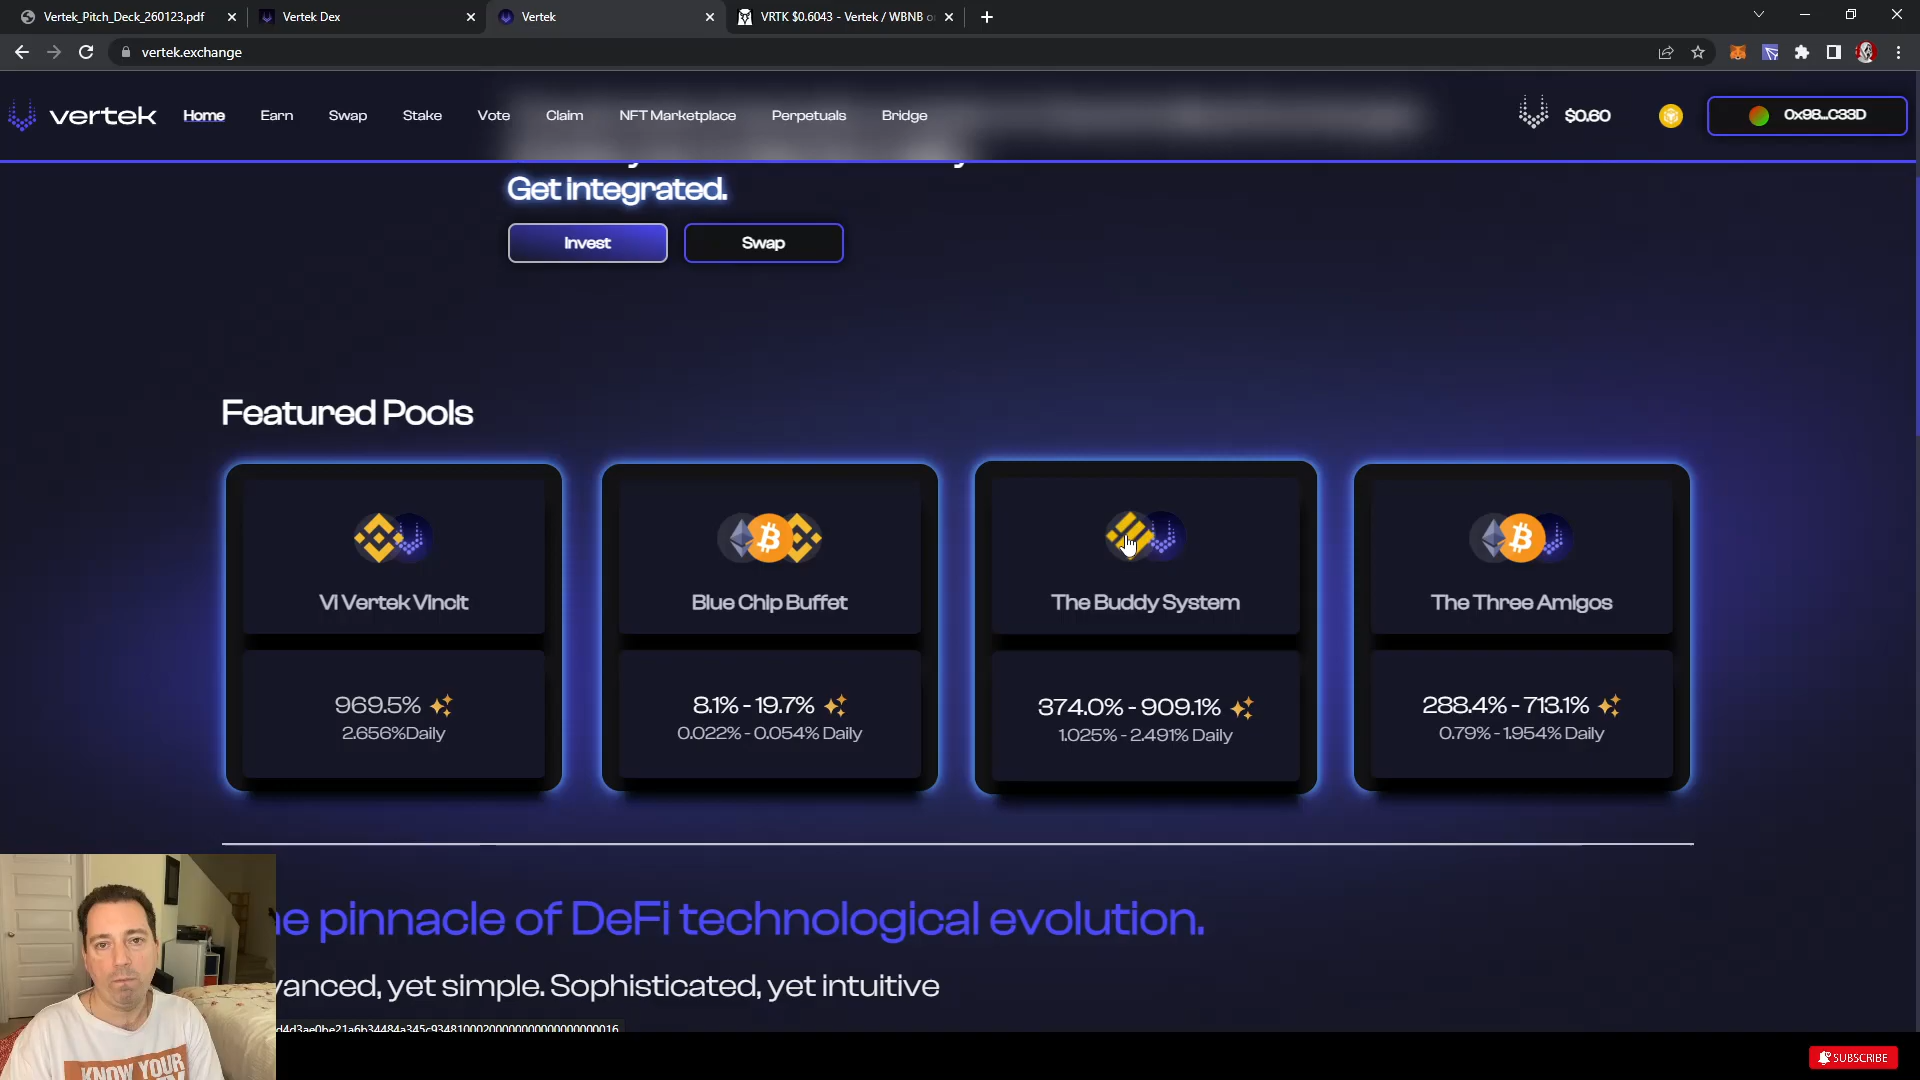 Vertek_Pitch_Deck_260123.pdf
Vertek Dex
Vertek
VRTK $0.6043 - Vertek / WBNB o
vertek.exchange
vertek
Home
Earn
Swap
Stake
Vote
Claim
NFT Marketplace
Perpetuals
Bridge
$0.60
0x98...C33D
Get integrated.
Invest
Swap
Featured Pools
VI Vertek Vincit
Blue Chip Buffet
The Buddy System
The Three Amigos
969.5%
8.1% - 19.7%
374.0% - 909.1%
288.4% - 713.1%
2.656%Daily
0.022% - 0.054% Daily
1.025% - 2.491% Daily
0.79% - 1.954% Daily
he pinnacle of DeFi technological evolution.
vanced, yet simple. Sophisticated, yet intuitive
KNOW YOUR
SUBSCRIBE